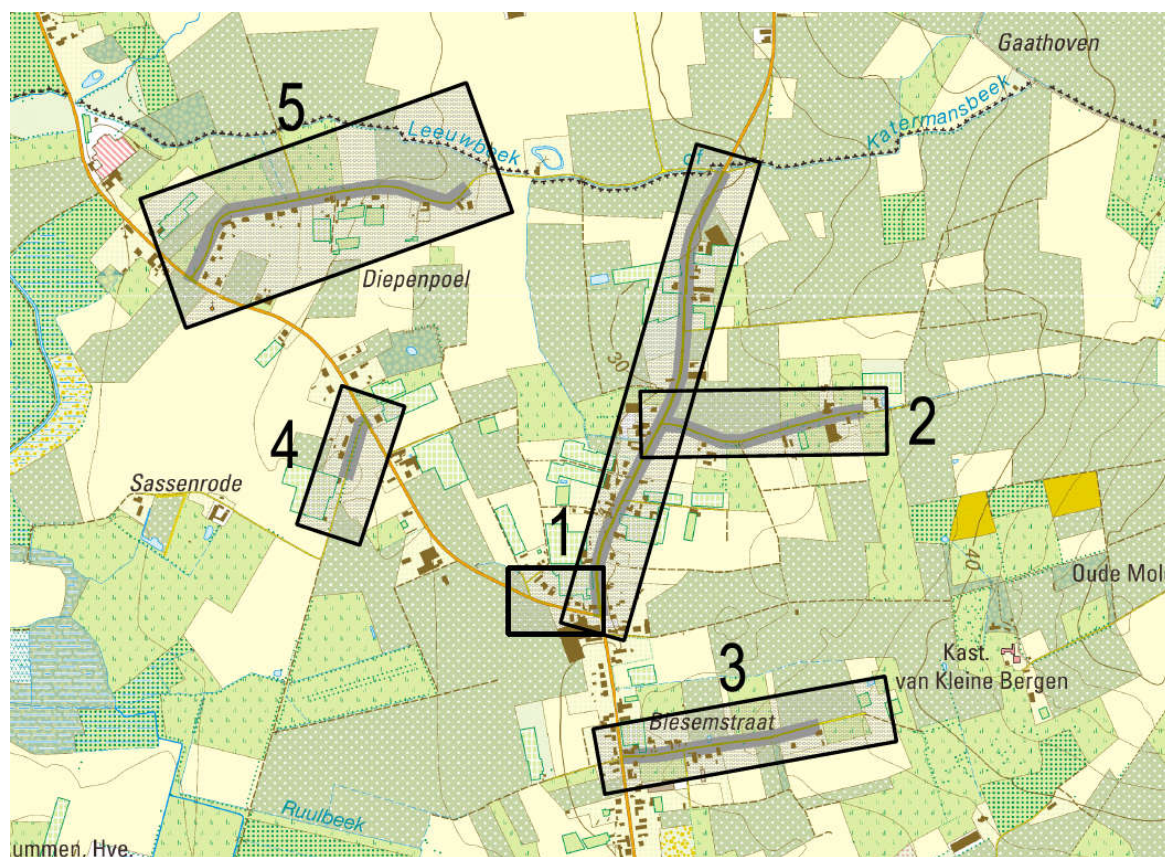 Gaathoven
5
Leeuwbeek
of
Katermansbeek
Diepenpoel
30
2
4
Sassenrode
1
40
Oude Mol
Kast.
van Kleine Bergen
3
Biesemstraat
Ruulbeek
ummen. Hve